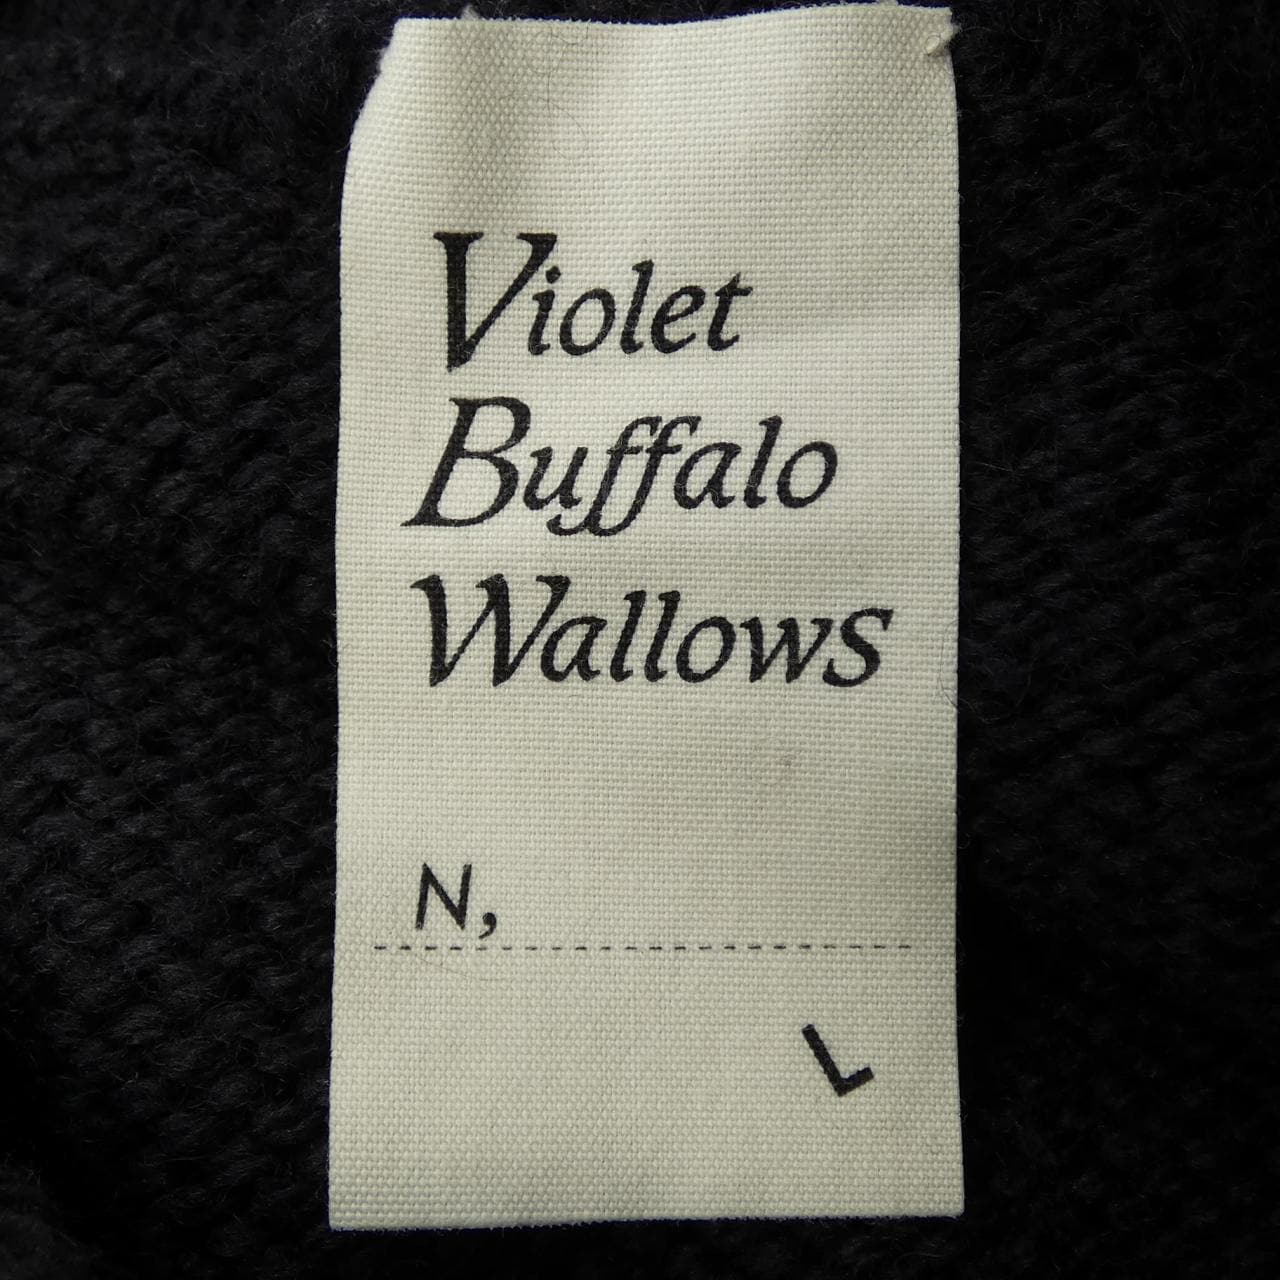 Violet
Buffalo
Wallows
N,
L